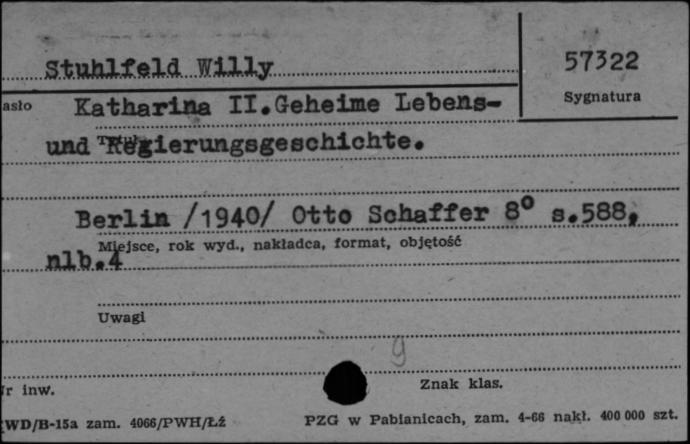 Stuhlfeld Willy
57322
Sygnatura
asło Katharina II.Geheime Lebens-
und Regierungsgeschichte.
Berlin /1940/ Otto Schaffer 8° s.588,
Miejsce, rok wyd., nakładca, format, objętość
nlb.4
Uwagi
9
Nr inw.
Znak klas.
WD/B-15a zam. 4066/PWH/Łź
PZG w Pabianicach, zam. 4-66 nakł. 400 000 szt.